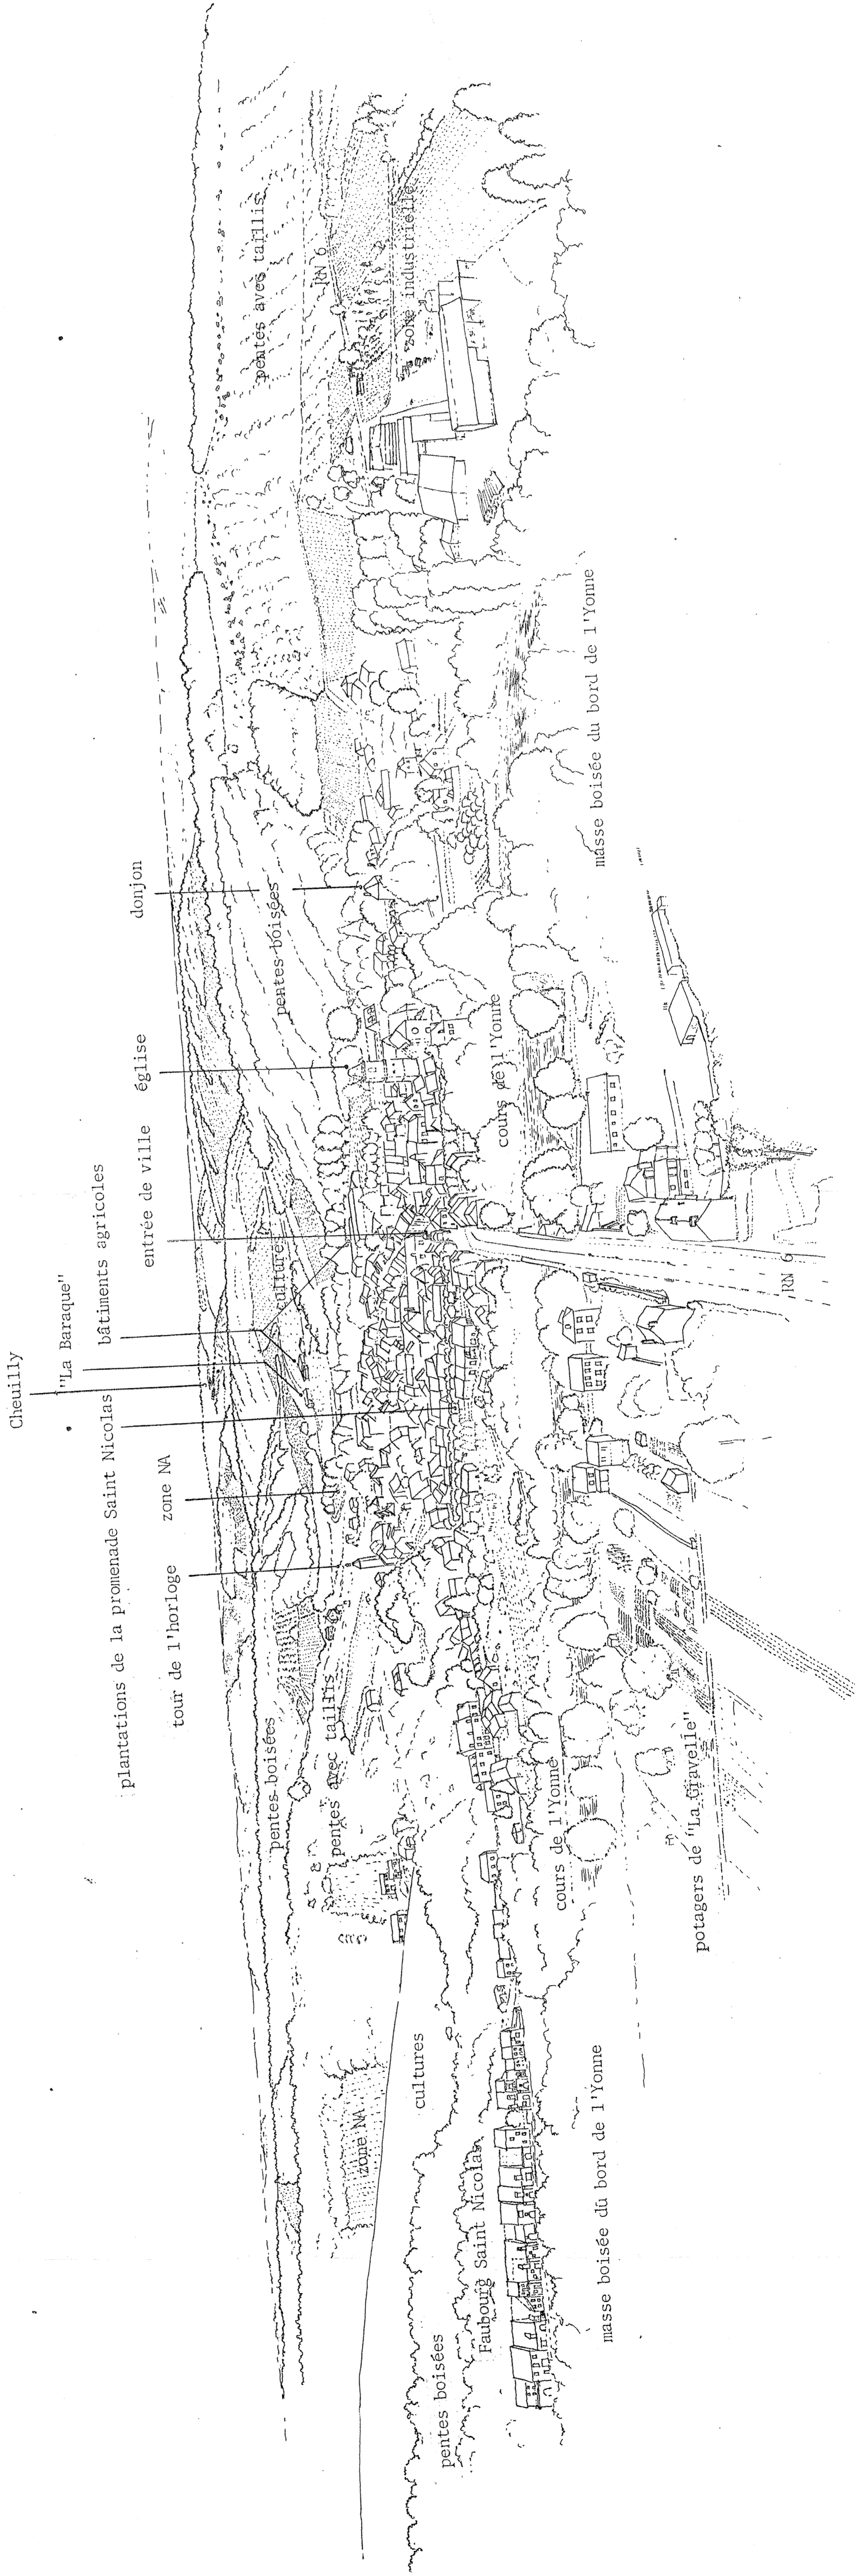 Cheuilly
"La Baraque"
plantations de la promenade Saint Nicolas
bâtiments agricoles
tour de l'horloge
zone NA
entrée de ville
église
donjon
pentes boisées
culture
pentes boisées
pentes avec taillis
pentes avec taillis
RN 6
zone NA
cultures
zone industrielle
pentes boisées
Faubourg Saint Nicolas
cours de l'Yonne
cours de l'Yonne
masse boisée du bord de l'Yonne
masse boisée du bord de l'Yonne
potagers de "La Gravelle"
RN 6